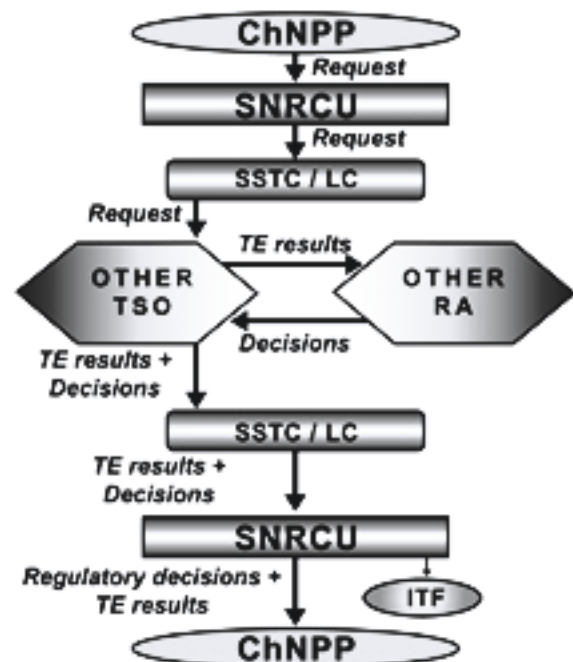 ChNPP
Request
SNRCU
Request
SSTC / LC
Request
TE results
OTHER
TSO
OTHER
RA
Decisions
TE results +
Decisions
SSTC / LC
TE results +
Decisions
SNRCU
Regulatory decisions +
TE results
ITF
ChNPP